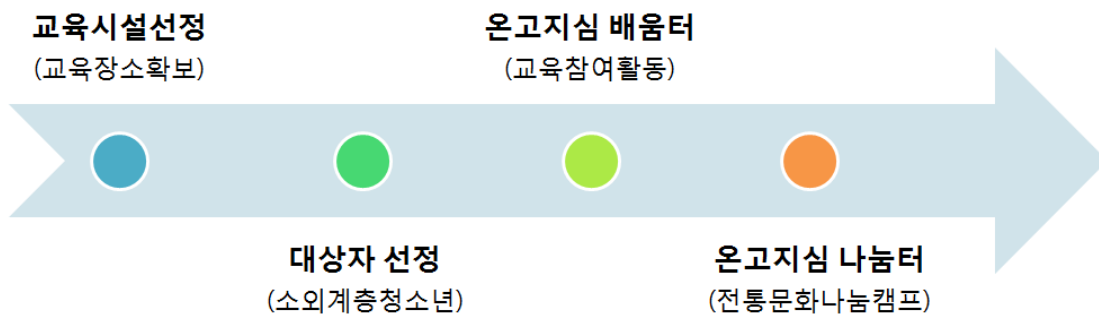 교육시설선정
(교육장소확보)
온고지심 배움터
(교육참여활동)
대상자 선정
(소외계층청소년)
온고지심 나눔터
(전통문화나눔캠프)